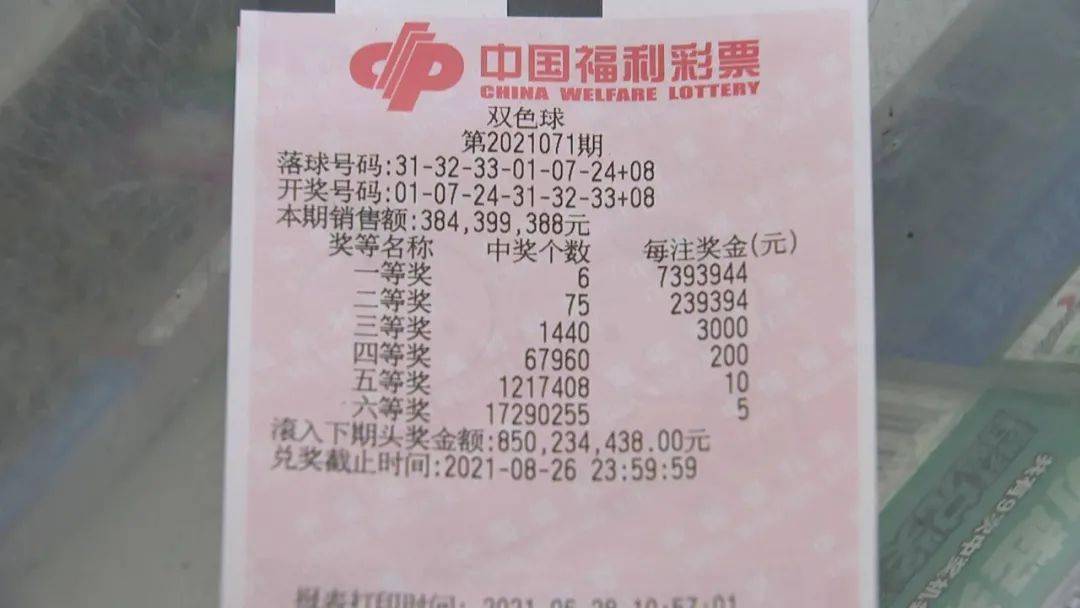 中国福利彩票
CHINA WELFARE LOTTERY
双色球
第2021071期
落球号码:31-32-33-01-07-24+08
开奖号码:01-07-24-31-32-33+08
本期销售额:384,399,388元
奖等名称 中奖个数 每注奖金(元)
一等奖 6 7393944
二等奖 75 239394
三等奖 1440 3000
四等奖 67960 200
五等奖 1217408 10
六等奖 17290255 5
滚入下期头奖金额:850,234,438.00元
兑奖截止时间:2021-08-26 23:59:59
报表打印时间: